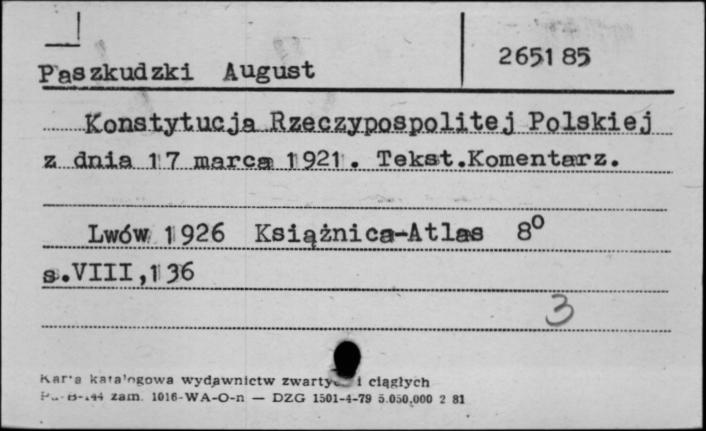 265185
Paszkudzki August
Konstytucja Rzeczypospolitej Polskiej
z dnia 17 marca 1921. Tekst.Komentarz.
Lwów 1926 Książnica-Atlas 8⁰
s.VIII,136
3
Karta katalogowa wydawnictw zwartych i ciągłych
zam. 1016-WA-O-n — DZG 1501-4-79 5.050.000 2 81